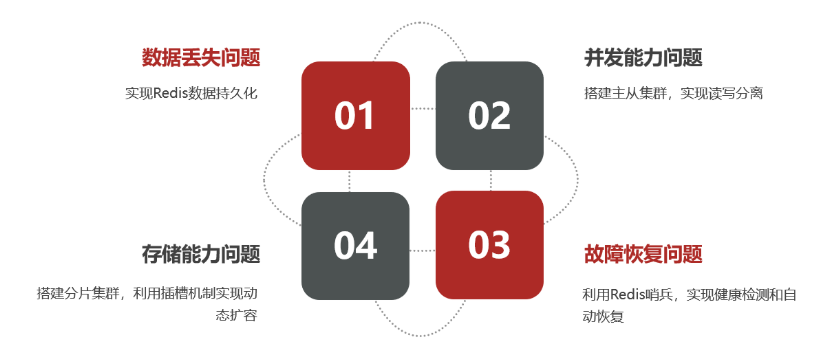 数据丢失问题
实现Redis数据持久化
01
02
并发能力问题
搭建主从集群，实现读写分离
存储能力问题
搭建分片集群，利用插槽机制实现动
态扩容
04
03
故障恢复问题
利用Redis哨兵，实现健康检测和自
动恢复